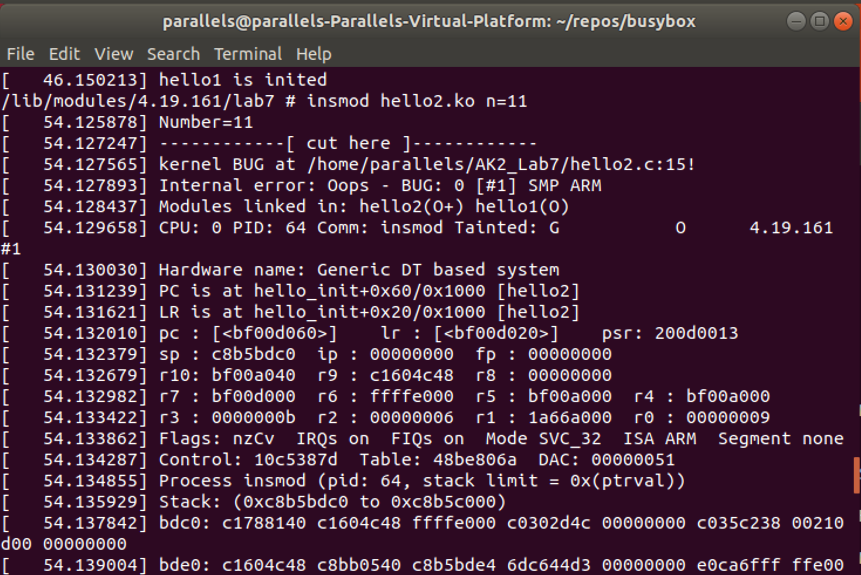 parallels@parallels-Parallels-Virtual-Platform: ~/repos/busybox
File Edit View Search Terminal Help
[   46.150213] hello1 is inited
/lib/modules/4.19.161/lab7 # insmod hello2.ko n=11
[   54.125878] Number=11
[   54.127247] ------------[ cut here ]------------
[   54.127565] kernel BUG at /home/parallels/AK2_Lab7/hello2.c:15!
[   54.127893] Internal error: Oops - BUG: 0 [#1] SMP ARM
[   54.128437] Modules linked in: hello2(O+) hello1(O)
[   54.129658] CPU: 0 PID: 64 Comm: insmod Tainted: G           O      4.19.161
#1
[   54.130030] Hardware name: Generic DT based system
[   54.131239] PC is at hello_init+0x60/0x1000 [hello2]
[   54.131621] LR is at hello_init+0x20/0x1000 [hello2]
[   54.132010] pc : [<bf00d060>]    lr : [<bf00d020>]    psr: 200d0013
[   54.132379] sp : c8b5bdc0  ip : 00000000  fp : 00000000
[   54.132679] r10: bf00a040  r9 : c1604c48  r8 : 00000000
[   54.132982] r7 : bf00d000  r6 : ffffe000  r5 : bf00a000  r4 : bf00a000
[   54.133422] r3 : 0000000b  r2 : 00000006  r1 : 1a66a000  r0 : 00000009
[   54.133862] Flags: nzCv  IRQs on  FIQs on  Mode SVC_32  ISA ARM  Segment none
[   54.134287] Control: 10c5387d  Table: 48be806a  DAC: 00000051
[   54.134855] Process insmod (pid: 64, stack limit = 0x(ptrval))
[   54.135929] Stack: (0xc8b5bdc0 to 0xc8b5c000)
[   54.137842] bdc0: c1788140 c1604c48 ffffe000 c0302d4c 00000000 c035c238 00210
d00 00000000
[   54.139004] bde0: c1604c48 c8bb0540 c8b5bde4 6dc644d3 00000000 e0ca6fff ffe00